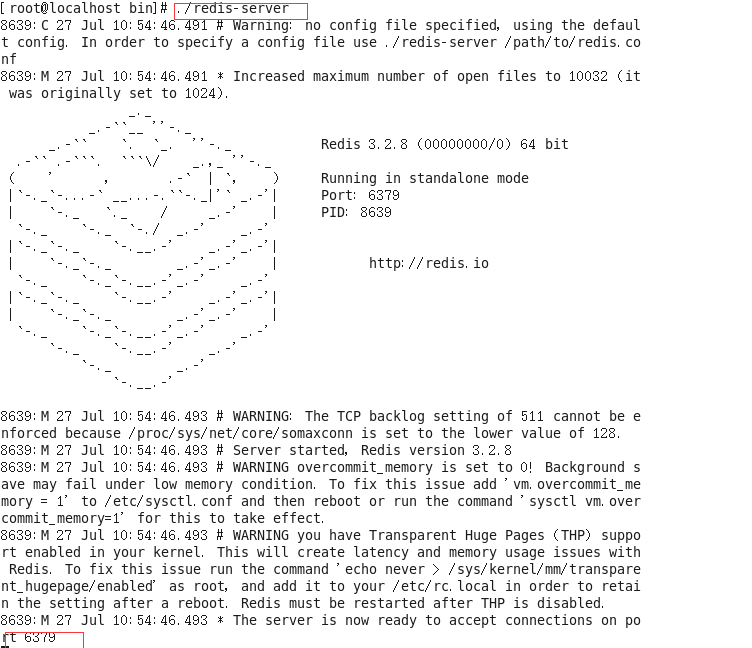 [root@localhost bin]# ./redis-server
8639:C 27 Jul 10:54:46.491 # Warning: no config file specified, using the defaul
t config. In order to specify a config file use ./redis-server /path/to/redis.co
nf
8639:M 27 Jul 10:54:46.491 * Increased maximum number of open files to 10032 (it
 was originally set to 1024).
Redis 3.2.8 (00000000/0) 64 bit
Running in standalone mode
Port: 6379
PID: 8639
http://redis.io
8639:M 27 Jul 10:54:46.493 # WARNING: The TCP backlog setting of 511 cannot be e
nforced because /proc/sys/net/core/somaxconn is set to the lower value of 128.
8639:M 27 Jul 10:54:46.493 # Server started, Redis version 3.2.8
8639:M 27 Jul 10:54:46.493 # WARNING overcommit_memory is set to 0! Background s
ave may fail under low memory condition. To fix this issue add 'vm.overcommit_me
mory = 1' to /etc/sysctl.conf and then reboot or run the command 'sysctl vm.over
commit_memory=1' for this to take effect.
8639:M 27 Jul 10:54:46.493 # WARNING you have Transparent Huge Pages (THP) suppo
rt enabled in your kernel. This will create latency and memory usage issues with
 Redis. To fix this issue run the command 'echo never > /sys/kernel/mm/transpare
nt_hugepage/enabled' as root, and add it to your /etc/rc.local in order to retai
n the setting after a reboot. Redis must be restarted after THP is disabled.
8639:M 27 Jul 10:54:46.493 * The server is now ready to accept connections on po
rt 6379